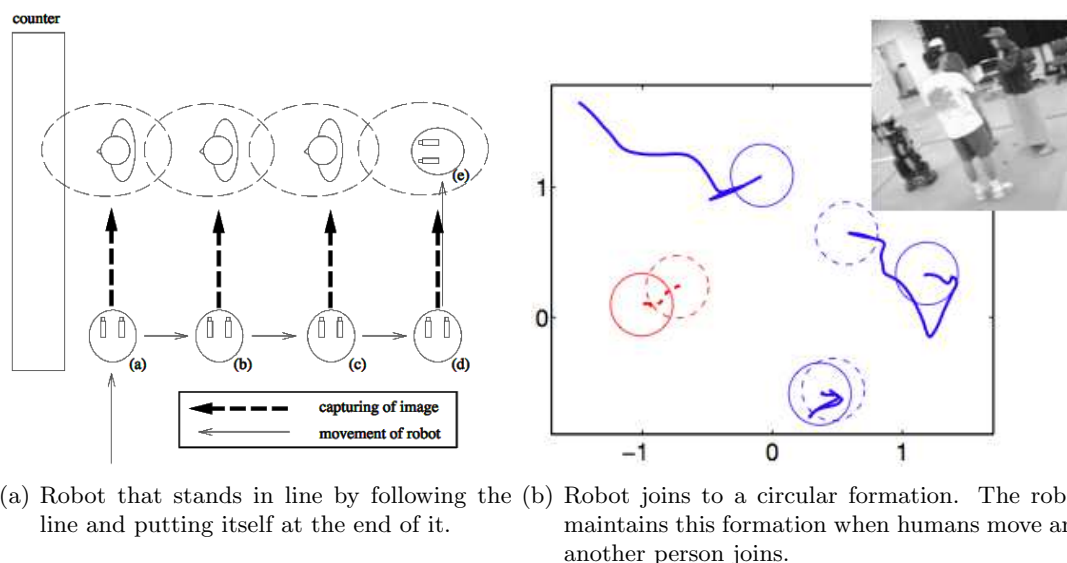 counter
(e)
(a)
(b)
(c)
(d)
capturing of image
movement of robot
1
0
−1
0
1
(a) Robot that stands in line by following the
line and putting itself at the end of it.
(b) Robot joins to a circular formation. The rob
maintains this formation when humans move an
another person joins.